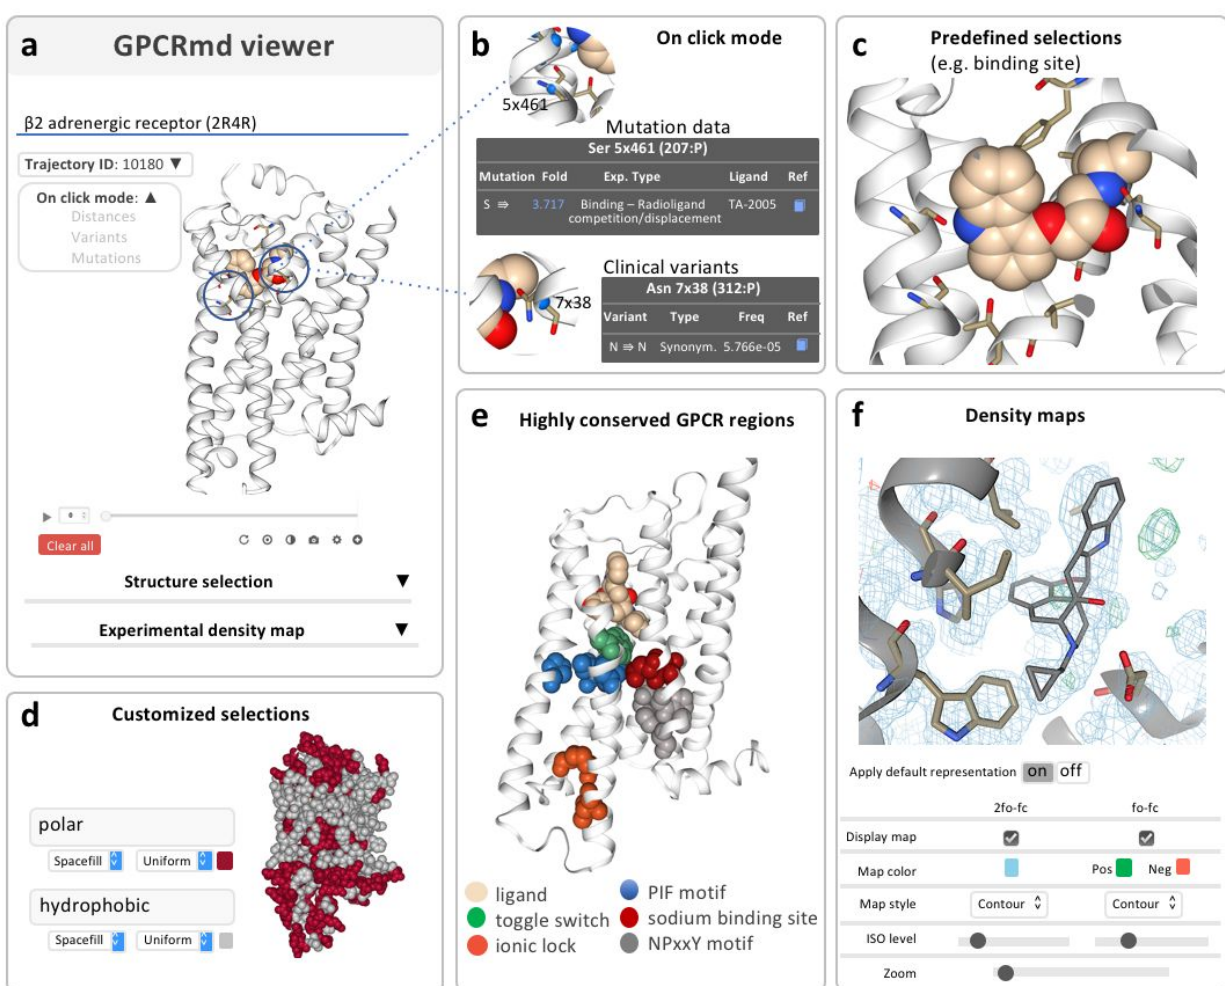 a
GPCRmd viewer
β2 adrenergic receptor (2R4R)
Trajectory ID: 10180 ▼
On click mode: ▲
Distances
Variants
Mutations
Clear all
Structure selection ▼
Experimental density map ▼
b
On click mode
5x461
Mutation data
Ser 5x461 (207:P)
Mutation Fold Exp. Type Ligand Ref
S ⇛ 3.717 Binding – Radioligand TA-2005
competition/displacement
Clinical variants
7x38
Asn 7x38 (312:P)
Variant Type Freq Ref
N ⇛ N Synonym. 5.766e-05
c
Predefined selections
(e.g. binding site)
d
Customized selections
polar
Spacefill Uniform
hydrophobic
Spacefill Uniform
e
Highly conserved GPCR regions
ligand
toggle switch
ionic lock
PIF motif
sodium binding site
NPxxY motif
f
Density maps
Apply default representation on off
2fo-fc fo-fc
Display map
Map color Pos Neg
Map style Contour Contour
ISO level
Zoom